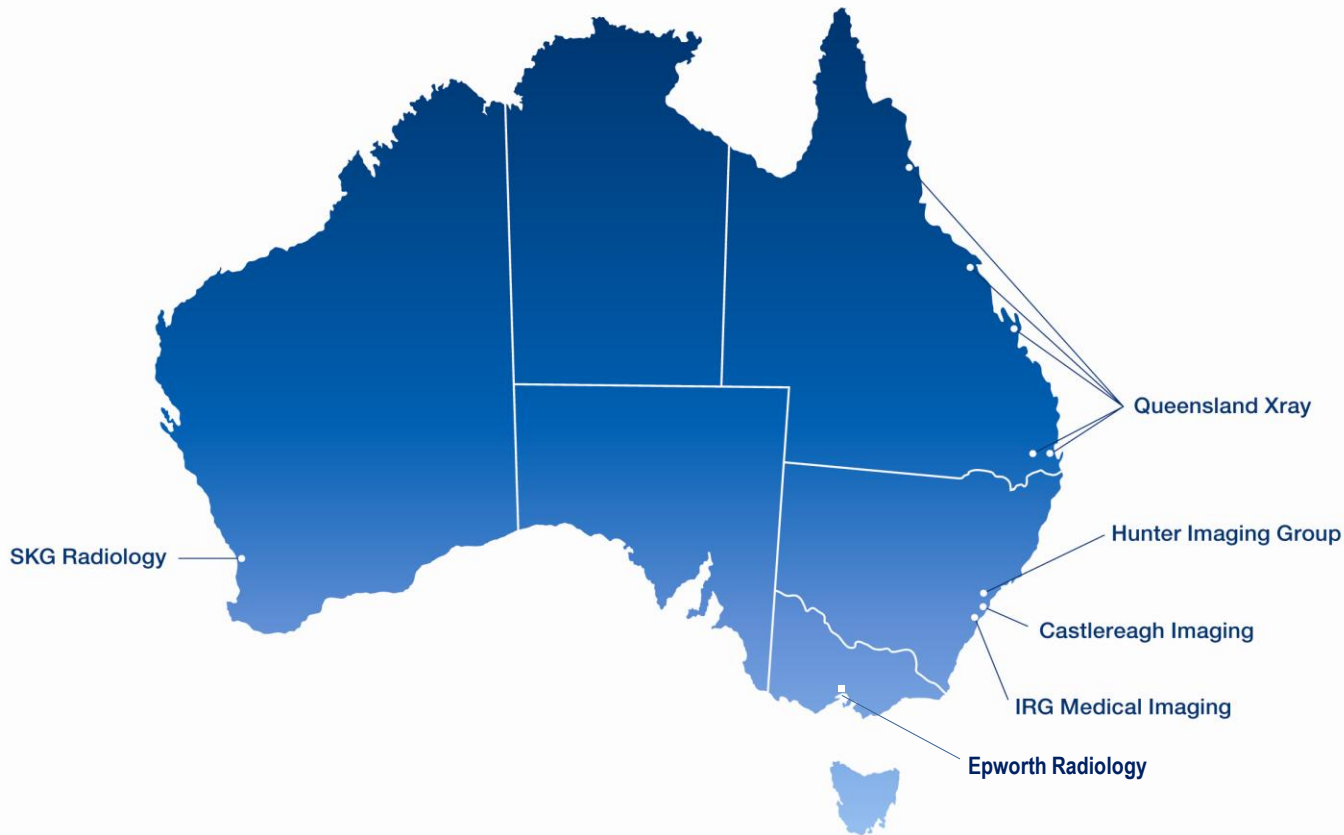 Queensland Xray
SKG Radiology
Hunter Imaging Group
Castlereagh Imaging
IRG Medical Imaging
Epworth Radiology